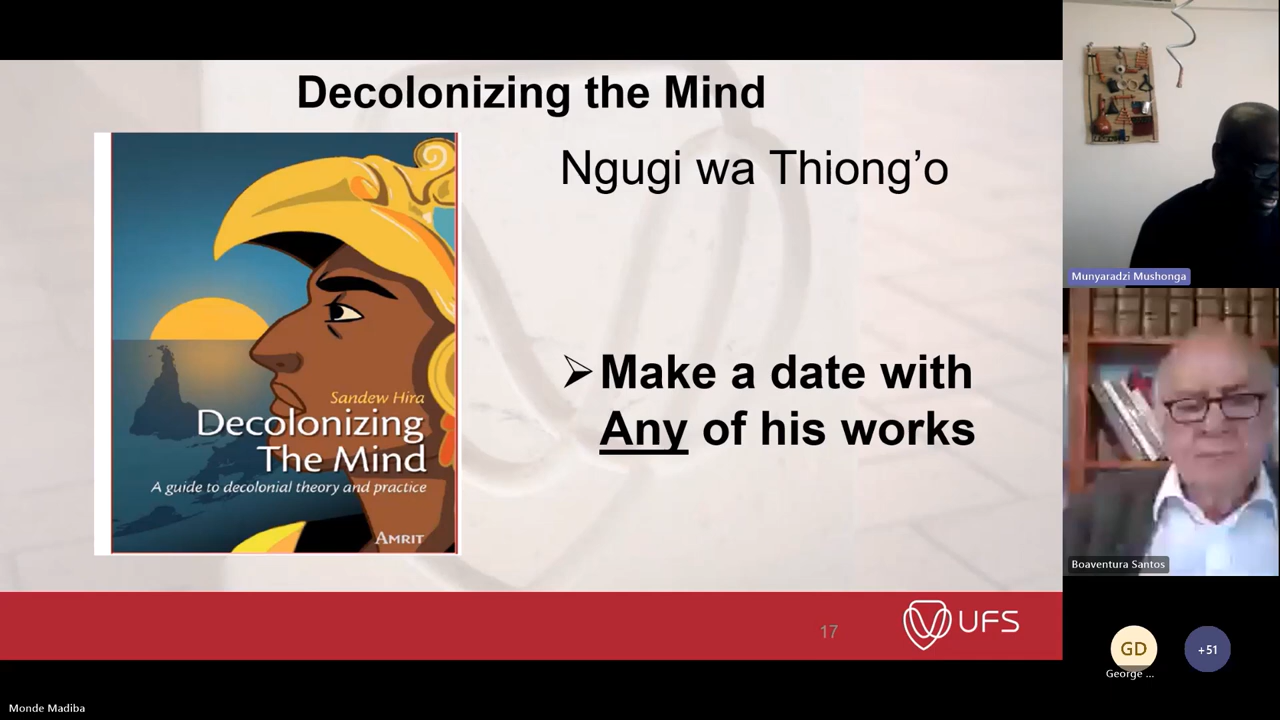 Decolonizing the Mind
Ngugi wa Thiong’o
Sandew Hira
Decolonizing
The Mind
A guide to decolonial theory and practice
AMRIT
➢Make a date with
Any of his works
17
UFS
Munyaradzi Mushonga
Boaventura Santos
GD
+51
George ...
Monde Madiba